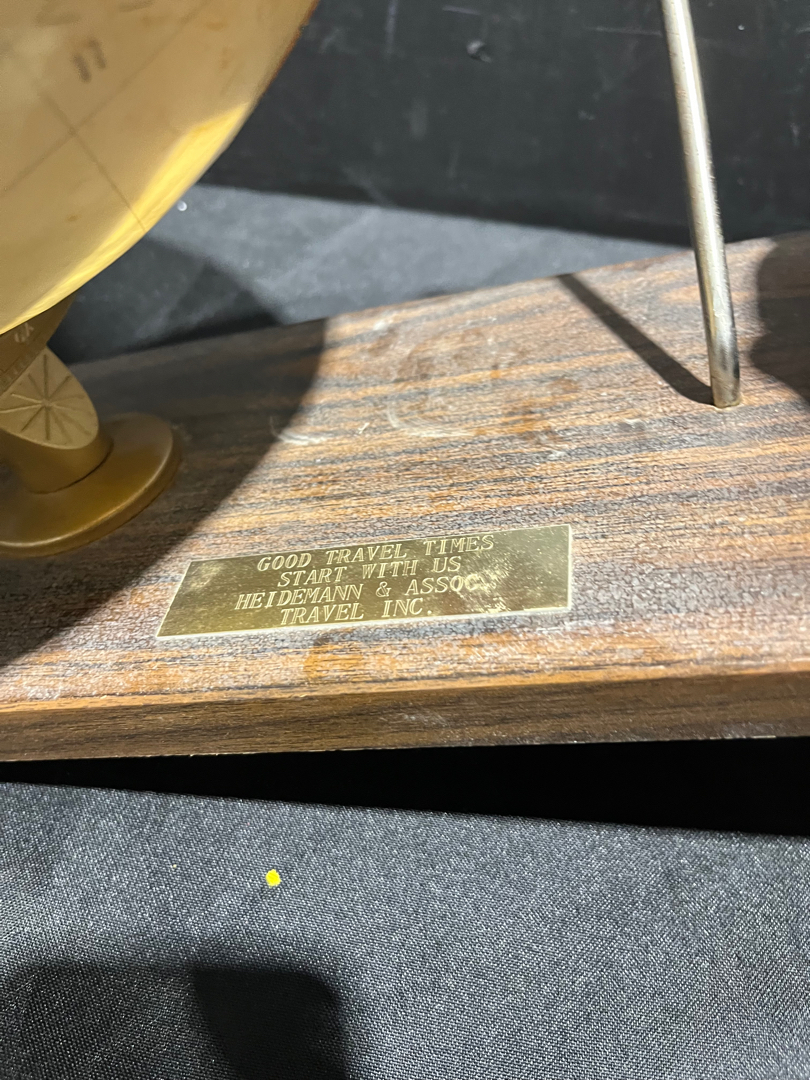 GOOD TRAVEL TIMES
START WITH US
HEIDEMANN & ASSOC.
TRAVEL INC.